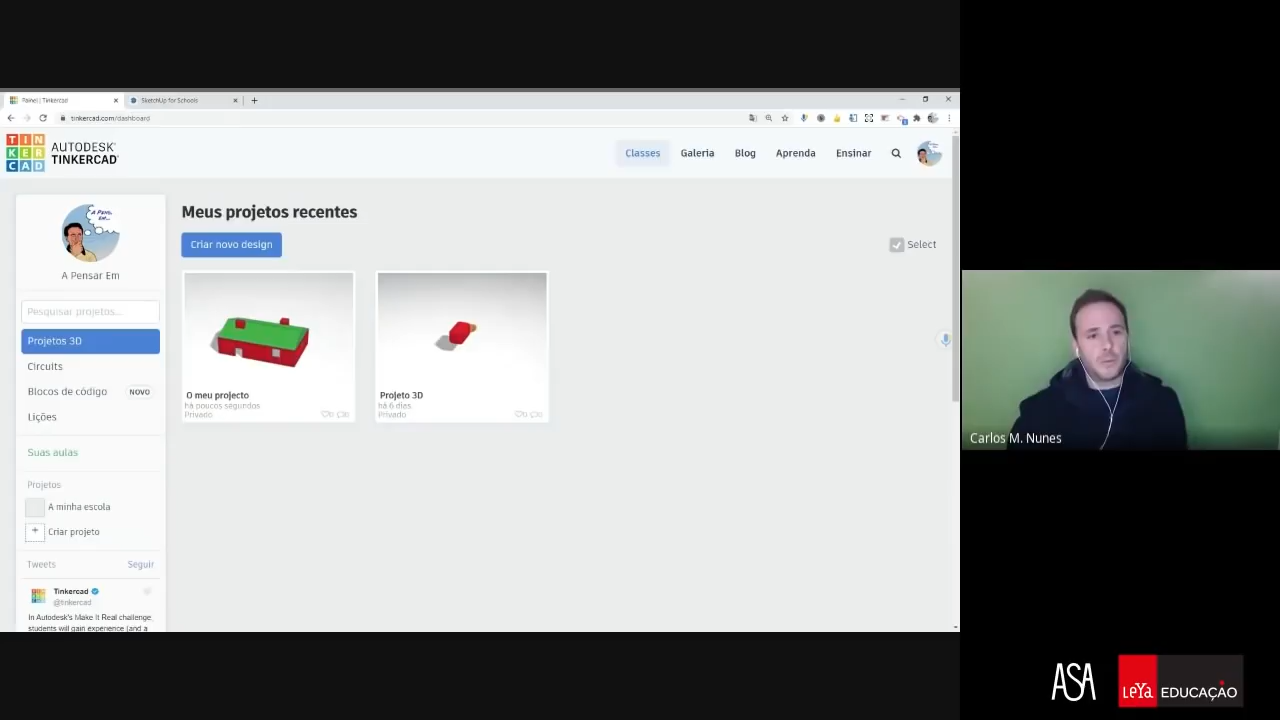 Painel | Tinkercad
SketchUp for Schools
tinkercad.com/dashboard
TIN
KER
CAD
AUTODESK
TINKERCAD
Classes
Galeria
Blog
Aprenda
Ensinar
A Pensar Em
Pesquisar projetos...
Projetos 3D
Circuits
Blocos de código NOVO
Lições
Suas aulas
Projetos
A minha escola
+ Criar projeto
Tweets Seguir
Tinkercad
@tinkercad
In Autodesk's Make It Real challenge,
students will gain experience (and a
Meus projetos recentes
Criar novo design
Select
O meu projecto
há poucos segundos
Privado
Projeto 3D
há 6 dias
Privado
Carlos M. Nunes
ASA
LeYa EDUCAÇÃO